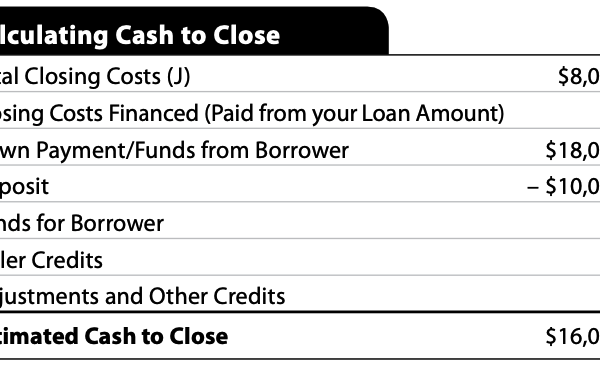 lculating Cash to Close
tal Closing Costs (J) $8,0
osing Costs Financed (Paid from your Loan Amount)
wn Payment/Funds from Borrower $18,0
posit – $10,0
nds for Borrower
ler Credits
justments and Other Credits
timated Cash to Close $16,0